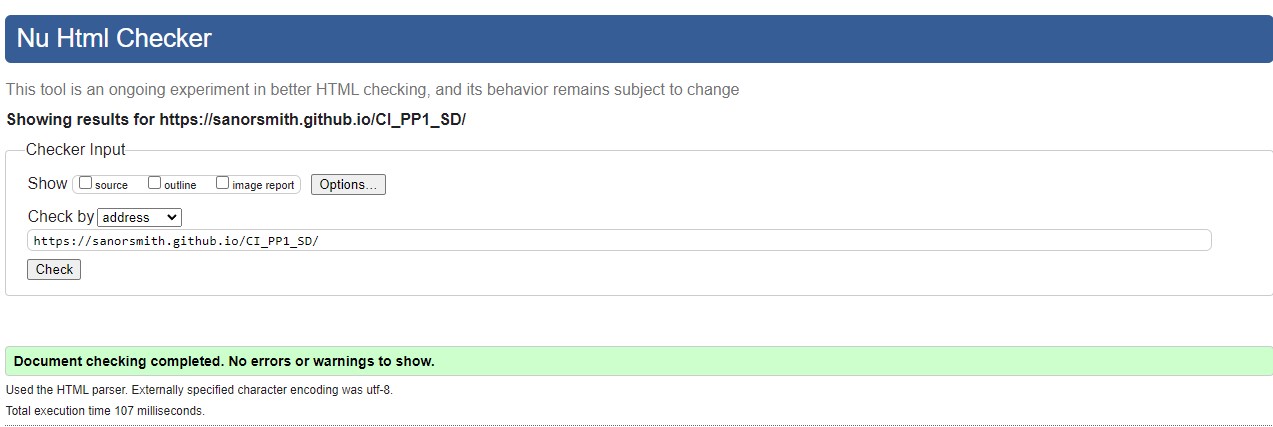 Nu Html Checker
This tool is an ongoing experiment in better HTML checking, and its behavior remains subject to change
Showing results for https://sanorsmith.github.io/CI_PP1_SD/
Checker Input
Show source outline image report Options...
Check by address
https://sanorsmith.github.io/CI_PP1_SD/
Check
Document checking completed. No errors or warnings to show.
Used the HTML parser. Externally specified character encoding was utf-8.
Total execution time 107 milliseconds.